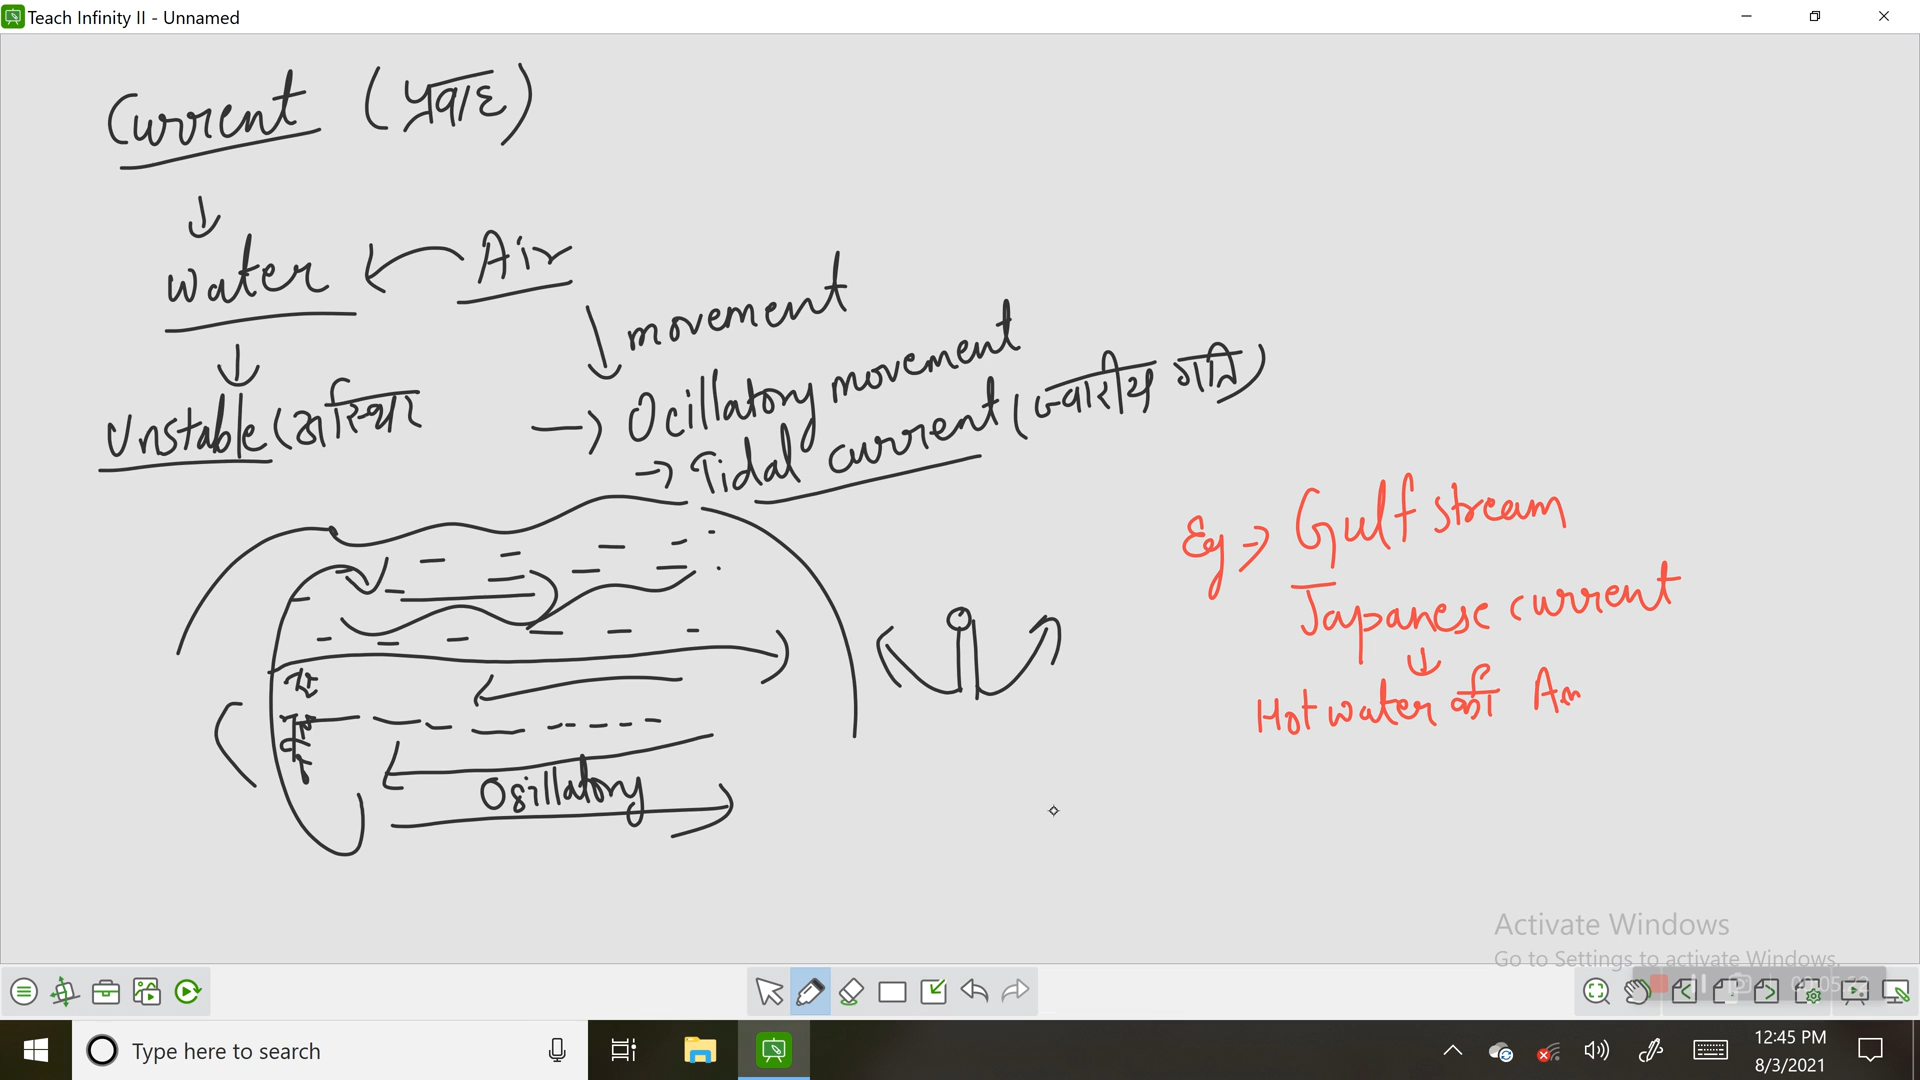 Teach Infinity II - Unnamed
Current (प्रवाह)
water ← Air
↓ movement
Unstable (अस्थिर
→ Ocillatory movement
→ Tidal current (ज्वारीय गति)
Eg → Gulf stream
Japanese current
Hot water की Am
Osillatory
Activate Windows
Go to Settings to activate Windows.
Type here to search
12:45 PM
8/3/2021